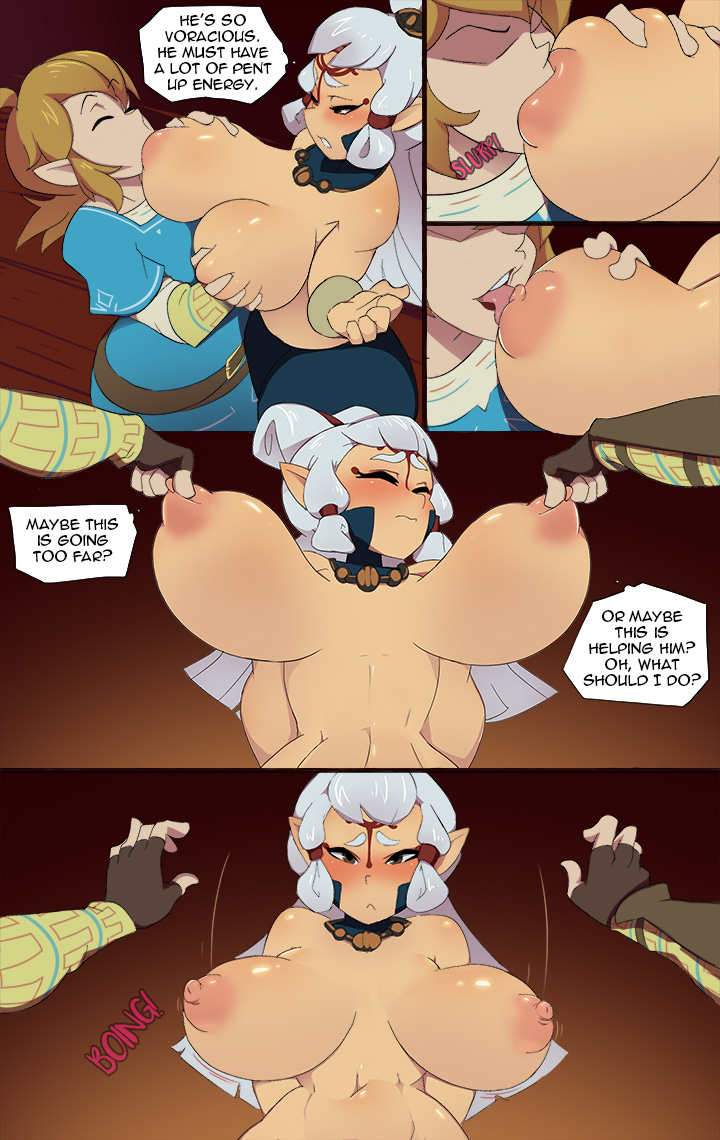 HE'S SO
VORACIOUS.
HE MUST HAVE
A LOT OF PENT
UP ENERGY.
SLURP!
MAYBE THIS
IS GOING
TOO FAR?
OR MAYBE
THIS IS
HELPING HIM?
OH, WHAT
SHOULD I DO?
BOING!